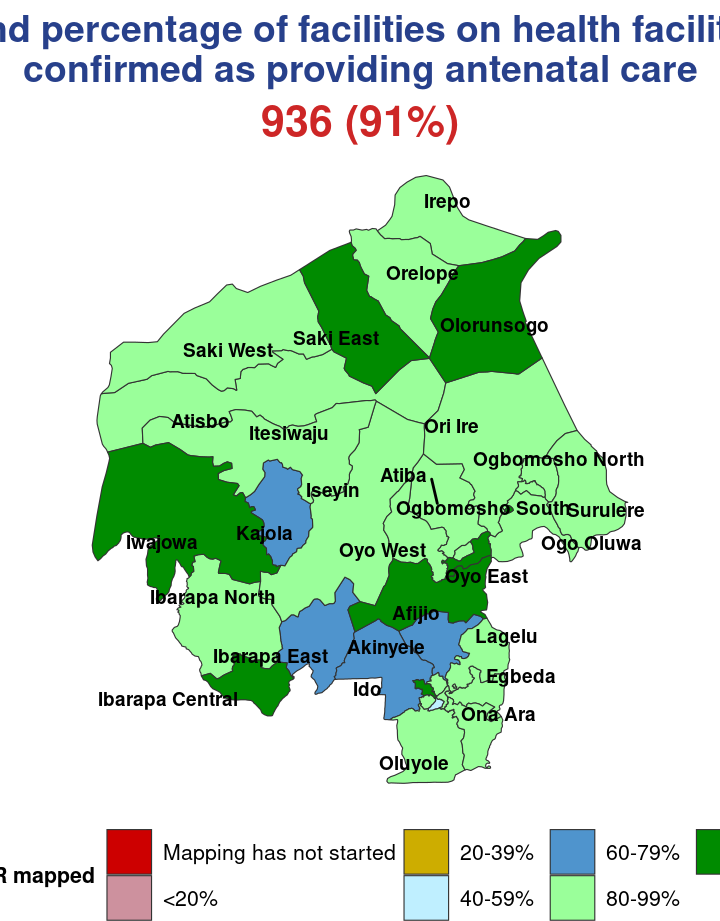 percentage of facilities on health
confirmed as providing antenatal care
936 (91%)
Irepo
Orelope
Olorunsogo
Saki East
Saki West
Atisbo
Itesiwaju
Ori Ire
Ogbomosho North
Atiba
Iseyin
Ogbomosho South
Surulere
Kajola
Iwajowa
Ogo Oluwa
Oyo West
Oyo East
Ibarapa North
Afijio
Lagelu
Akinyele
Ibarapa East
Egbeda
Ido
Ibarapa Central
Ona Ara
Oluyole
Mapping has not started
20-39%
60-79%
mapped
<20%
40-59%
80-99%